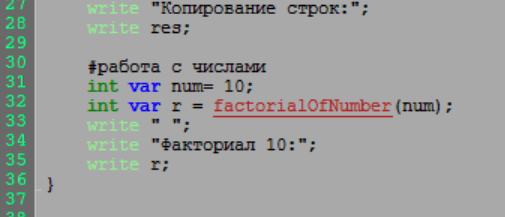 27 write "Копирование строк:";
28 write res;
29
30 #работа с числами
31 int var num= 10;
32 int var r = factorialOfNumber(num);
33 write " ";
34 write "Факториал 10:";
35 write r;
36 }
37
38